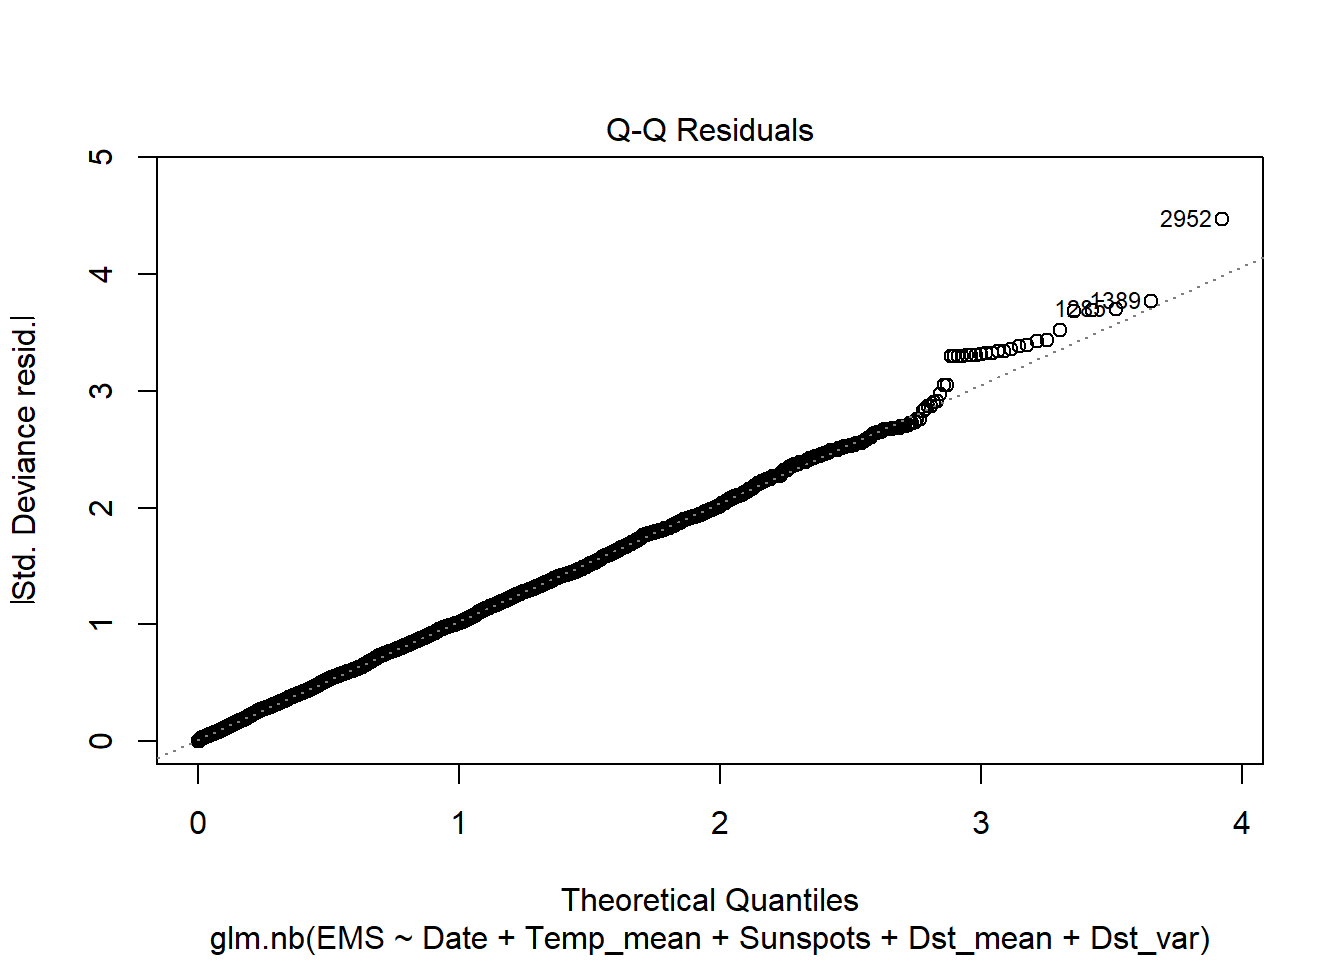 Q-Q Residuals
|Std. Deviance resid.|
5
4
3
2
1
0
2952
1389
1285
0 1 2 3 4
Theoretical Quantiles
glm.nb(EMS ~ Date + Temp_mean + Sunspots + Dst_mean + Dst_var)